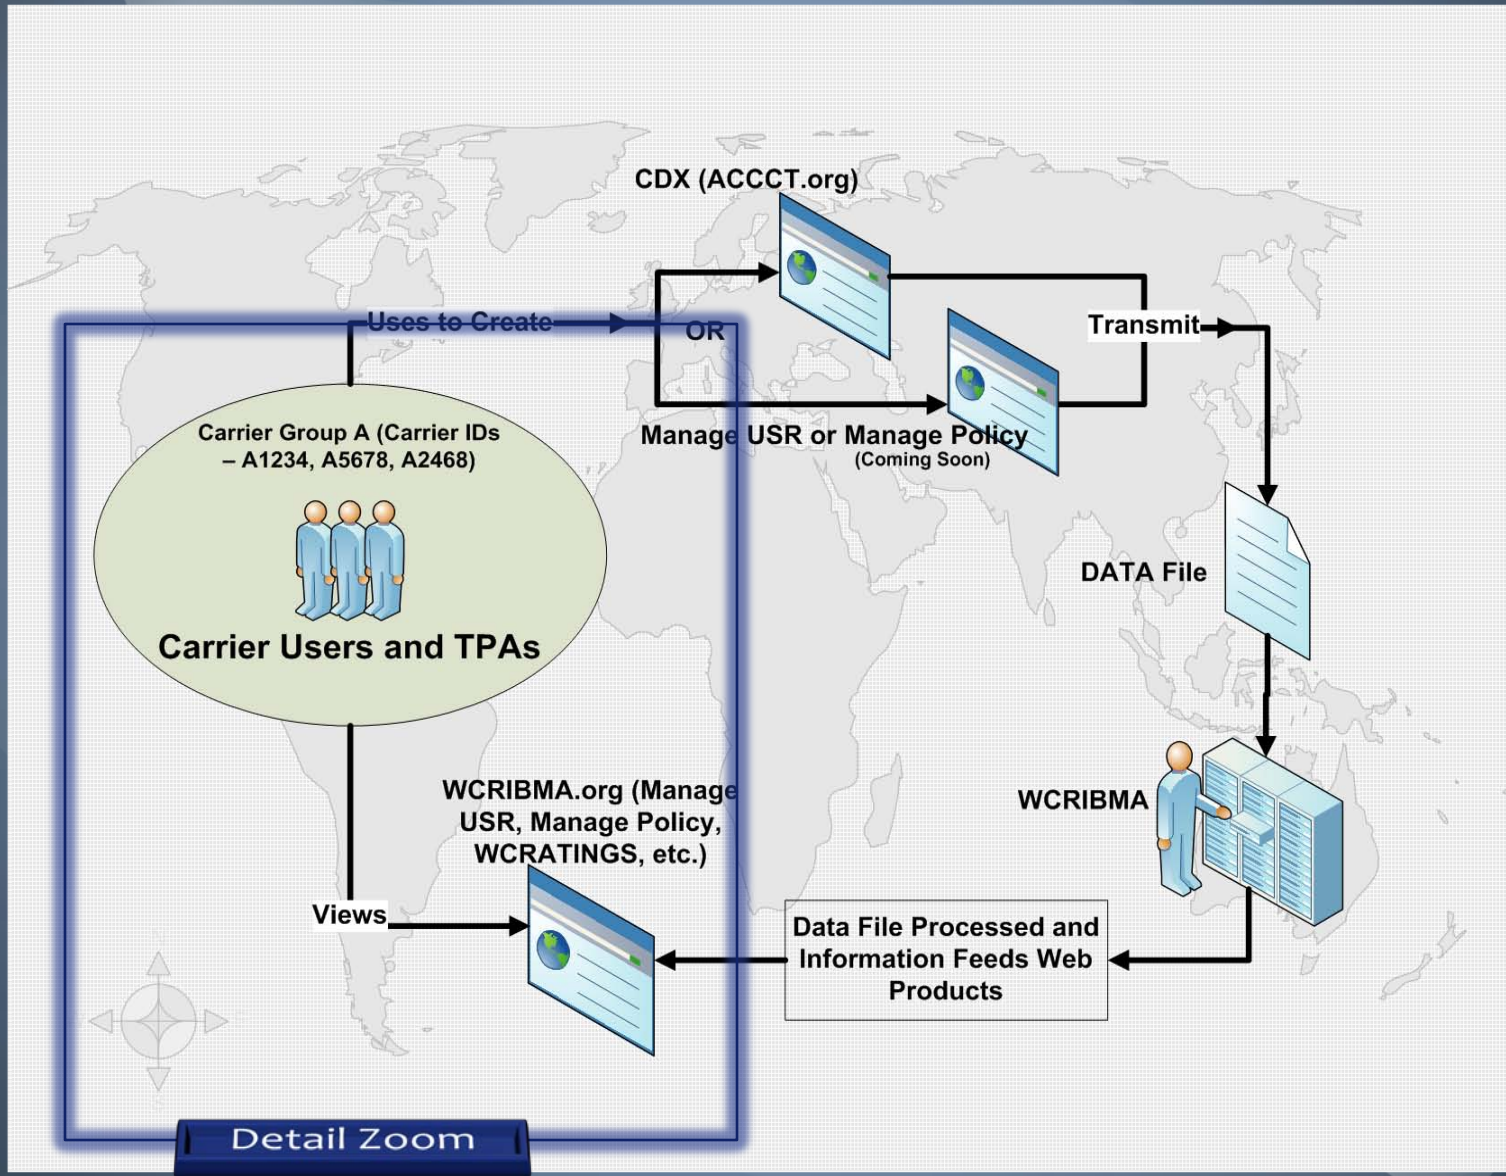 CDX (ACCCT.org)
Uses to Create
OR
Transmit
Manage USR or Manage Policy
(Coming Soon)
Carrier Group A (Carrier IDs
– A1234, A5678, A2468)
Carrier Users and TPAs
DATA File
WCRIBMA
WCRIBMA.org (Manage
USR, Manage Policy,
WCRATINGS, etc.)
Views
Data File Processed and
Information Feeds Web
Products
Detail Zoom